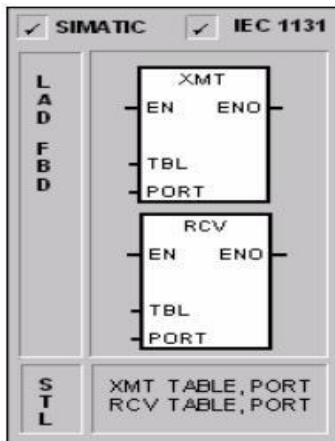 ✓ SIMATIC ✓ IEC 1131
LAD
FBD
XMT
EN ENO
TBL
PORT
RCV
EN ENO
TBL
PORT
STL
XMT TABLE, PORT
RCV TABLE, PORT